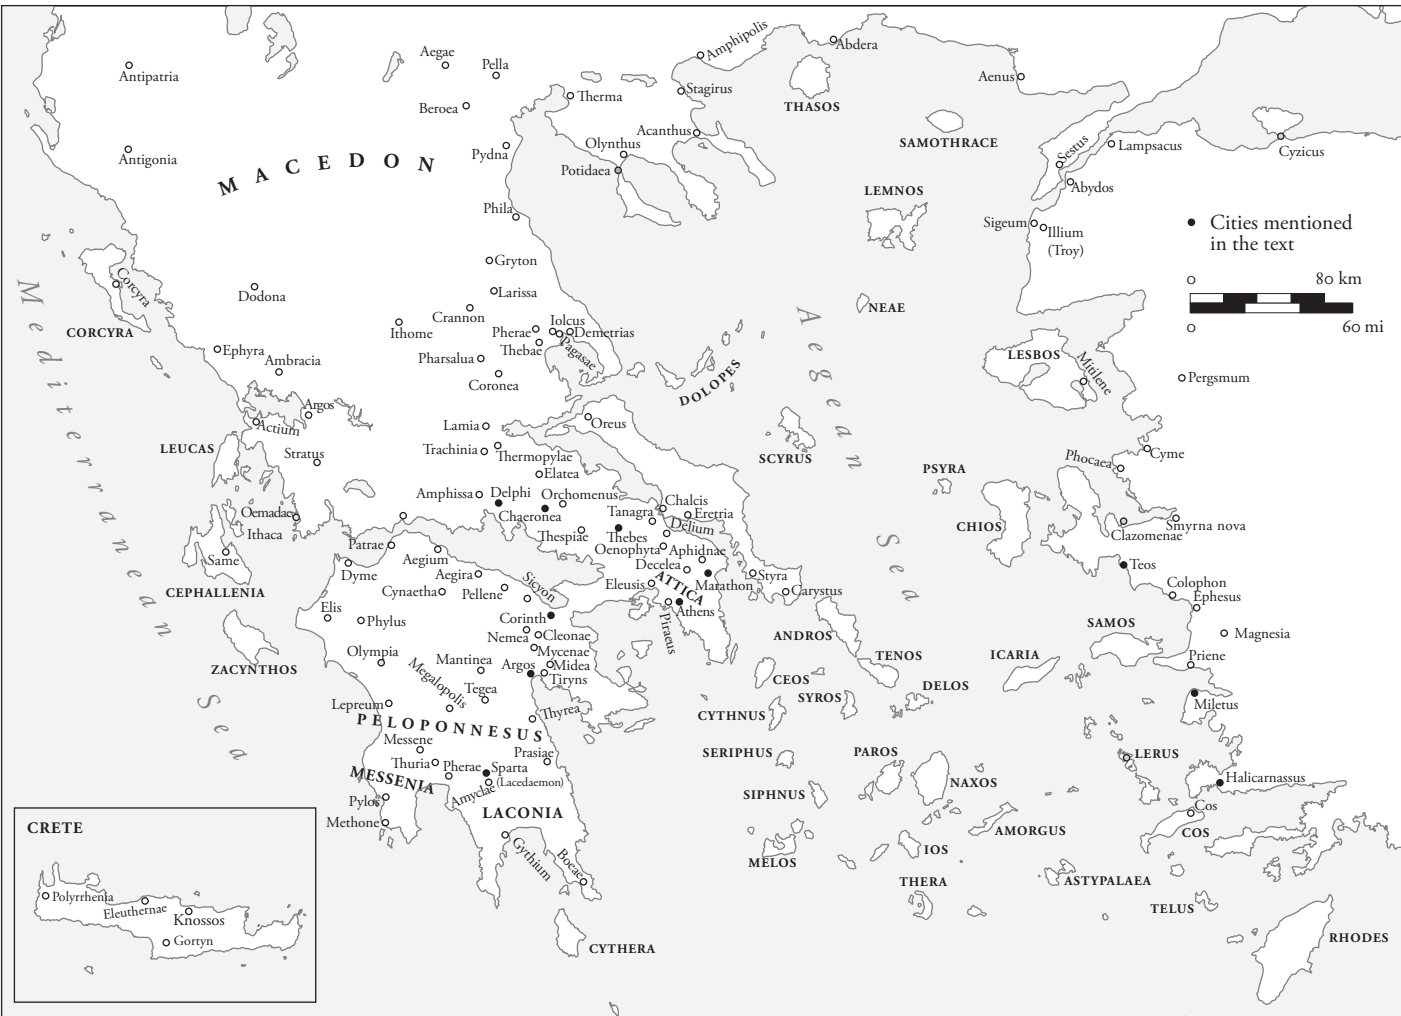 Antipatria
Aegae
Pella
Amphipolis
Abdera
Beroea
Therma
Stagirus
THASOS
Aenus
Antigonia
MACEDON
Pydna
Olynthus
Acanthus
Potidaea
SAMOTHRACE
Sestus
Lampsacus
Cyzicus
Abydos
LEMNOS
Phila
Sigeum
Illium
(Troy)
Cities mentioned
in the text
0 80 km
0 60 mi
Corcyra
CORCYRA
Dodona
Gryton
Larissa
Crannon
Ithome
Pherae
Iolcus
Demetrias
Thebae
Pagasae
NEAE
Ephyra
Ambracia
Pharsalua
Coronea
DOLOPES
LESBOS
Mitilene
Pergsmum
Mediterranean Sea
Aegean Sea
Argos
Actium
LEUCAS
Stratus
Lamia
Trachinia
Thermopylae
Oreus
SCYRUS
PSYRA
Phocaea
Cyme
Elatea
Amphissa
Delphi
Orchomenus
Chaeronea
Tanagra
Chalcis
Eretria
Delium
Thespiae
Thebes
Oenophyta
Aphidnae
Decelea
CHIOS
Smyrna nova
Clazomenae
Oemadae
Ithaca
Same
CEPHALLENIA
Patrae
Aegium
Dyme
Aegira
Cynaetha
Pellene
Sicyon
Eleusis
ATTICA
Marathon
Athens
Piraeus
Styra
Carystus
Teos
Colophon
Ephesus
Elis
Phylus
Corinth
Nemea
Cleonae
Mycenae
Midea
Argos
Tiryns
ANDROS
TENOS
SAMOS
Magnesia
Priene
ZACYNTHOS
Olympia
Mantinea
Megalopolis
Tegea
Lepreum
PELOPONNESUS
Thyrea
CEOS
SYROS
DELOS
ICARIA
CYTHNUS
Miletus
Messene
Thuria
Pherae
Sparta
(Lacedaemon)
Amyclae
Prasiae
MESSENIA
Pylos
Methone
LACONIA
Gythium
Boeae
SERIPHUS
PAROS
NAXOS
LERUS
SIPHNUS
Halicarnassus
Cos
COS
MELOS
IOS
AMORGUS
THERA
ASTYPALAEA
TELUS
RHODES
CYTHERA
CRETE
Polyrrhenia
Eleuthernae
Knossos
Gortyn